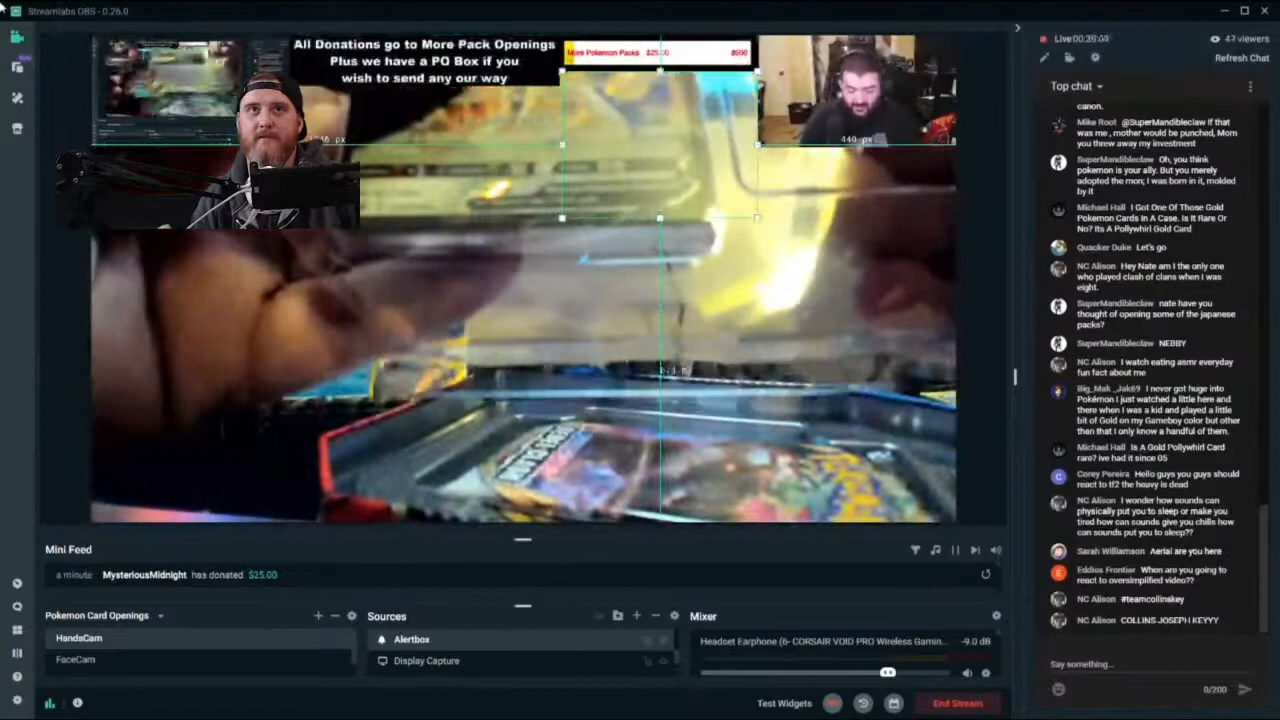 Streamlabs OBS - 0.26.0
All Donations go to More Pack Openings
Plus we have a PO Box if you
wish to send any our way
More Pokemon Packs
440 px
Live 00:39:04
42 viewers
Refresh Chat
Top chat
canon.
Mike Root @SuperMandibleclaw If that
was me , mother would be punched, Mom
you threw away my investment
SuperMandibleclaw Oh, you think
pokemon is your ally. But you merely
adopted the mon; I was born in it, molded
by it
Michael Hall I Got One Of Those Gold
Pokemon Cards In A Case. Is It Rare Or
No? Its A Pollywhirl Gold Card
Quacker Duke Let's go
NC Alison Hey Nate am I the only one
who played clash of clans when I was
eight.
SuperMandibleclaw nate have you
thought of opening some of the japanese
packs?
SuperMandibleclaw NEBBY
NC Alison I watch eating asmr everyday
fun fact about me
Big_Mak _Jak69 I never got huge into
Pokémon I just watched a little here and
there when I was a kid and played a little
bit of Gold on my Gameboy color but other
than that I only know a handful of them.
Michael Hall Is A Gold Pollywhirl Card
rare? ive had it since 05
Corey Pereira Hello guys you guys should
react to tf2 the heavy is dead
NC Alison I wonder how sounds can
physically put you to sleep or make you
tired how can sounds give you chills how
can sounds put you to sleep??
Sarah Williamson Aerial are you here
Eddios Frontier When are you going to
react to oversimplified video??
NC Alison #teamcollinskey
NC Alison COLLINS JOSEPH KEYYY
Say something...
0/200
Mini Feed
a minute MysteriousMidnight has donated $25.00
Pokemon Card Openings
HandsCam
FaceCam
Sources
Alertbox
Display Capture
Mixer
Headset Earphone (6- CORSAIR VOID PRO Wireless Gamin... -9.0 dB
Test Widgets
End Stream